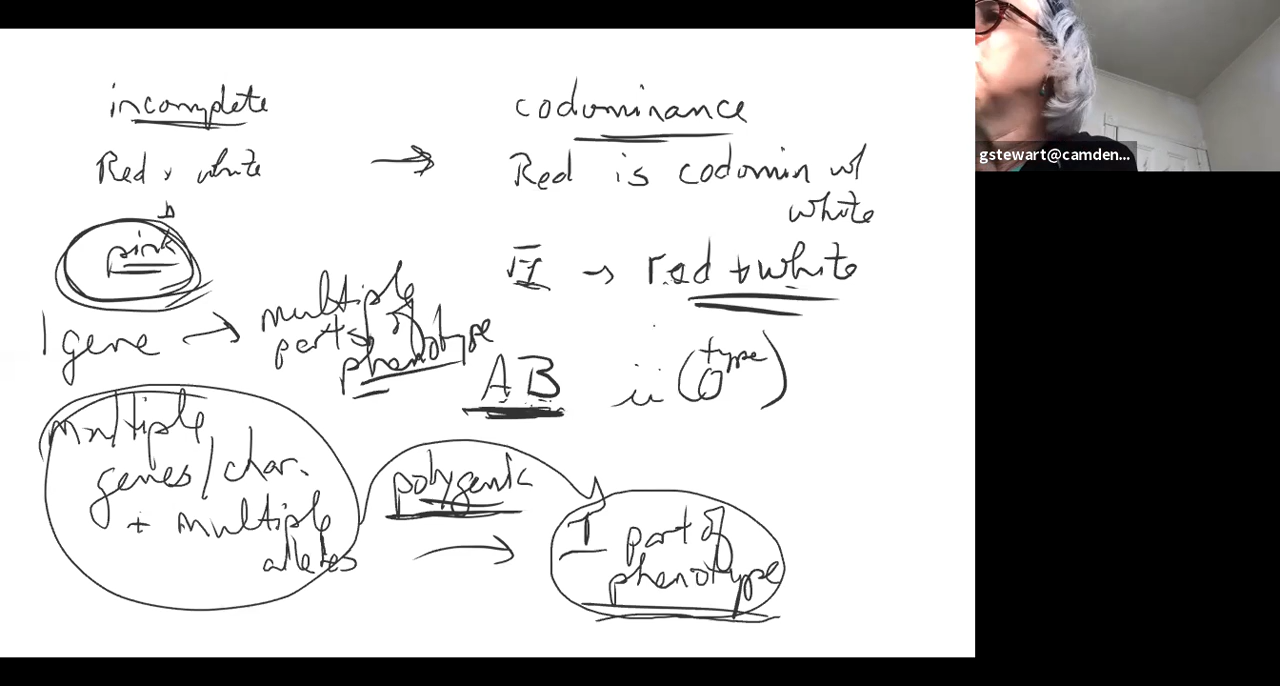 incomplete
Red x white
pink
codominance
Red is codomin w/
white
F1 → red + white
1 gene → multiple
parts of
phenotype
AB ii (O type)
multiple
genes/char.
+ multiple
alleles
polygenic
1 part of
phenotype
gstewart@camden...